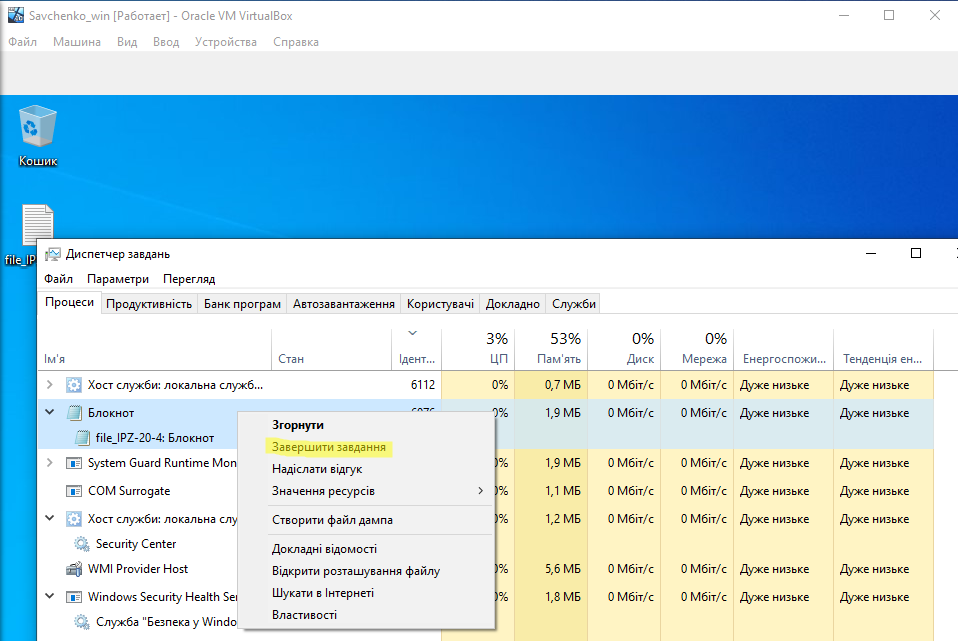 Savchenko_win [Работает] - Oracle VM VirtualBox
Файл Машина Вид Ввод Устройства Справка
Кошик
file_IP
Диспетчер завдань
Файл Параметри Перегляд
Процеси Продуктивність Банк програм Автозавантаження Користувачі Докладно Служби
3% 53% 0% 0%
Ім'я Стан Ідент... ЦП Пам'ять Диск Мережа Енергоспожи... Тенденція ен...
Хост служби: локальна служб... 6112 0% 0,7 МБ 0 Мбіт/с 0 Мбіт/с Дуже низьке Дуже низьке
Блокнот 0% 1,9 МБ 0 Мбіт/с 0 Мбіт/с Дуже низьке Дуже низьке
file_IPZ-20-4: Блокнот
System Guard Runtime Mon 0% 1,9 МБ 0 Мбіт/с 0 Мбіт/с Дуже низьке Дуже низьке
COM Surrogate 0% 1,1 МБ 0 Мбіт/с 0 Мбіт/с Дуже низьке Дуже низьке
Хост служби: локальна слу 0% 1,2 МБ 0 Мбіт/с 0 Мбіт/с Дуже низьке Дуже низьке
Security Center
WMI Provider Host 0% 5,6 МБ 0 Мбіт/с 0 Мбіт/с Дуже низьке Дуже низьке
Windows Security Health Se 0% 1,8 МБ 0 Мбіт/с 0 Мбіт/с Дуже низьке Дуже низьке
Служба "Безпека у Windo
Згорнути
Завершити завдання
Надіслати відгук
Значення ресурсів
Створити файл дампа
Докладні відомості
Відкрити розташування файлу
Шукати в Інтернеті
Властивості